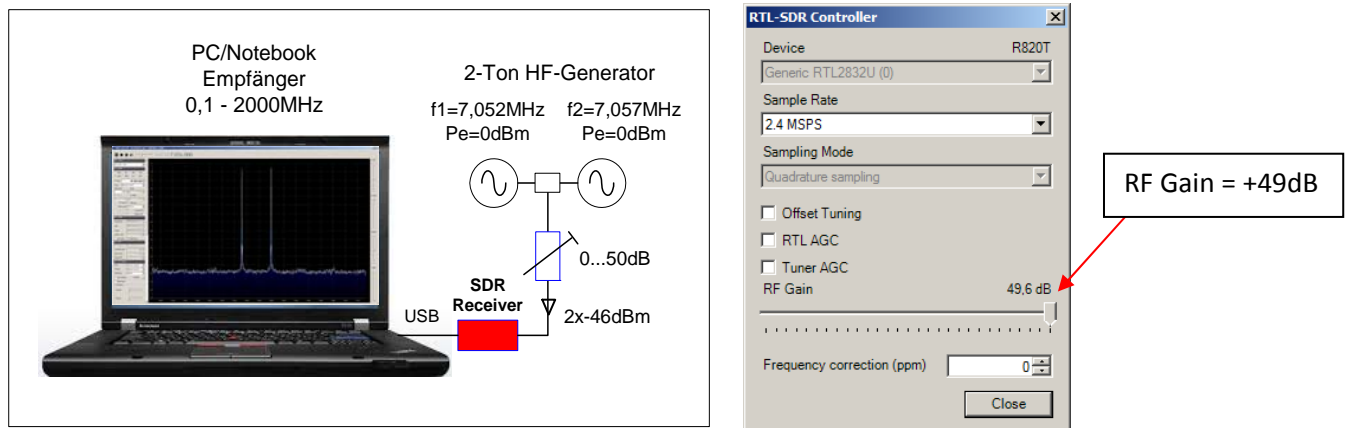 PC/Notebook
Empfänger
0,1 - 2000MHz
2-Ton HF-Generator
f1=7,052MHz f2=7,057MHz
Pe=0dBm Pe=0dBm
0...50dB
SDR
Receiver
USB
2x-46dBm
RTL-SDR Controller
Device R820T
Generic RTL2832U (0)
Sample Rate
2.4 MSPS
Sampling Mode
Quadrature sampling
Offset Tuning
RTL AGC
Tuner AGC
RF Gain 49,6 dB
Frequency correction (ppm) 0
Close
RF Gain = +49dB